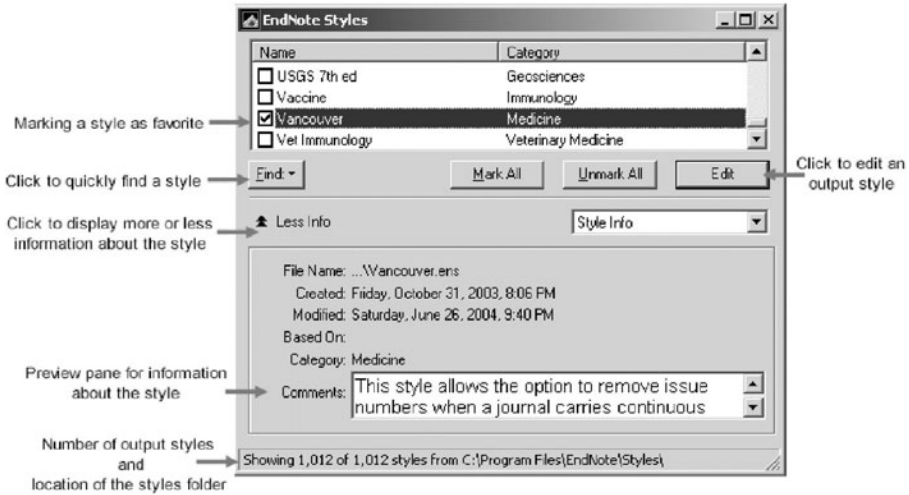 EndNote Styles
Name Category
USGS 7th ed Geosciences
Vaccine Immunology
Marking a style as favorite Vancouver Medicine
Vet Immunology Veterinary Medicine
Click to quickly find a style Find: Mark All Unmark All Edit Click to edit an
output style
Click to display more or less
information about the style
Less Info Style Info
File Name: ...\Vancouver.ens
Created: Friday, October 31, 2003, 8:06 PM
Modified: Saturday, June 26, 2004, 9:40 PM
Based On:
Category: Medicine
Preview pane for information
about the style
Comments: This style allows the option to remove issue
numbers when a journal carries continuous
Number of output styles
and
location of the styles folder
Showing 1,012 of 1,012 styles from C:\Program Files\EndNote\Styles\